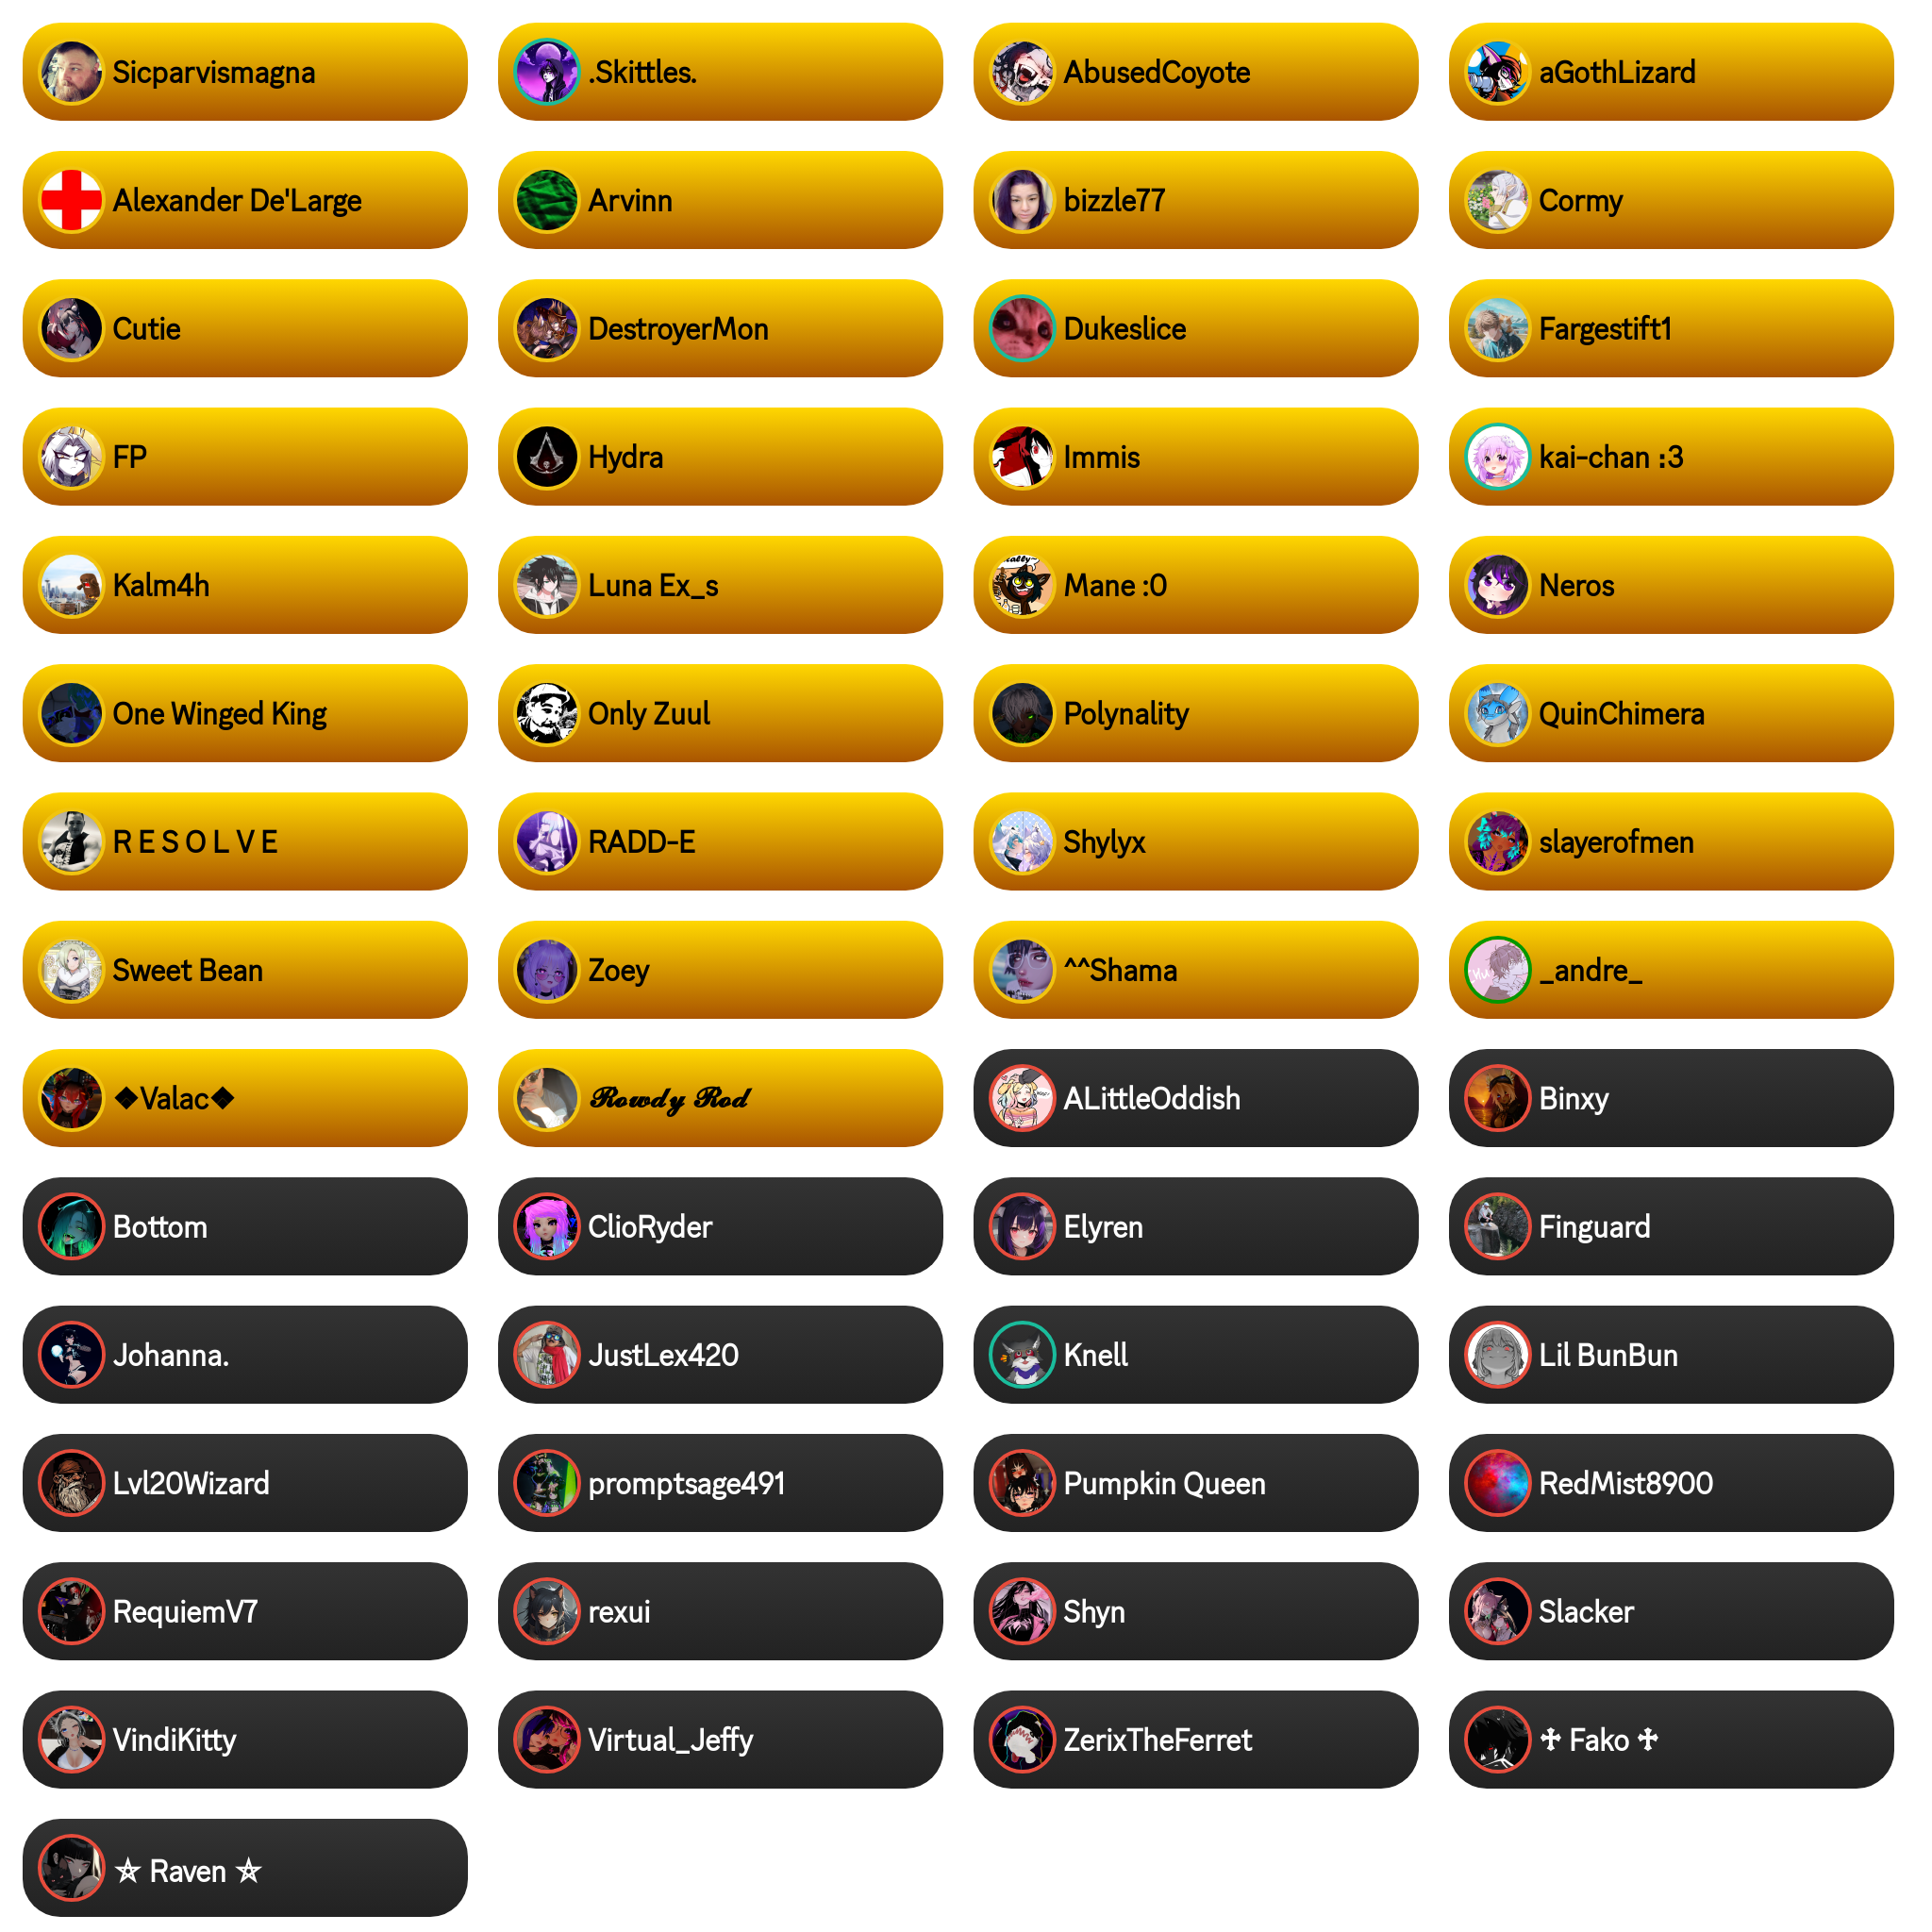 Sicparvismagna
.Skittles.
AbusedCoyote
aGothLizard
Alexander De'Large
Arvinn
bizzle77
Cormy
Cutie
DestroyerMon
Dukeslice
Fargestift1
FP
Hydra
Immis
kai-chan :3
Kalm4h
Luna Ex_s
Mane :0
Neros
One Winged King
Only Zuul
Polynality
QuinChimera
R E S O L V E
RADD-E
Shylyx
slayerofmen
Sweet Bean
Zoey
^^Shama
_andre_
❖Valac❖
𝓡𝓸𝔀𝓭𝔂 𝓡𝓸𝓭
ALittleOddish
Binxy
Bottom
ClioRyder
Elyren
Finguard
Johanna.
JustLex420
Knell
Lil BunBun
Lvl20Wizard
promptsage491
Pumpkin Queen
RedMist8900
RequiemV7
rexui
Shyn
Slacker
VindiKitty
Virtual_Jeffy
ZerixTheFerret
✢ Fako ✢
⛤ Raven ⛤